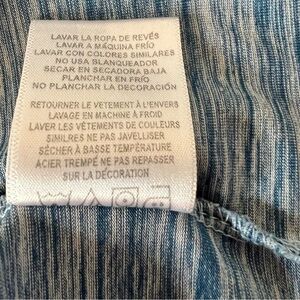 LAVAR LA ROPA DE REVÉS
LAVAR A MÁQUINA FRÍO
LAVAR CON COLORES SIMILARES
NO USA BLANQUEADOR
SECAR EN SECADORA BAJA
PLANCHAR EN FRÍO
NO PLANCHAR LA DECORACIÓN
RETOURNER LE VETEMENT À L'ENVERS
LAVAGE EN MACHINE À FROID
LAVER LES VÊTEMENTS DE COULEURS
SIMILRES NE PAS JAVELLISER
SÉCHER À BASSE TEMPÉRATURE
ACIER TREMPÉ NE PAS REPASSER
SUR LA DÉCORATION